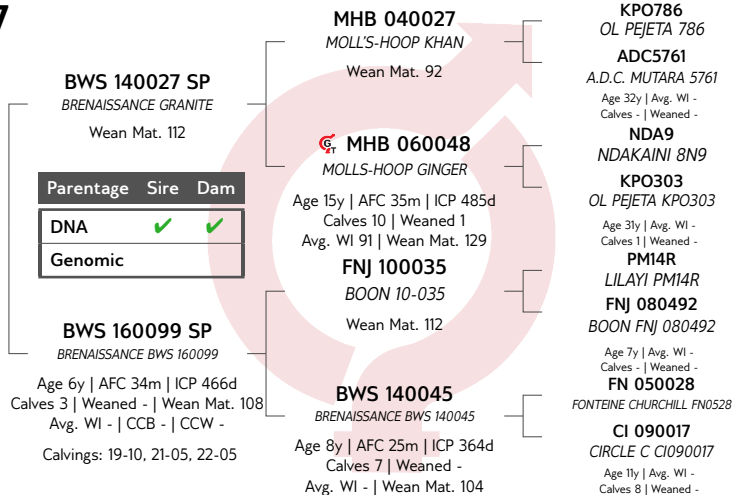 7
BWS 140027 SP
BRENAISSANCE GRANITE
Wean Mat. 112
Parentage Sire Dam
DNA ✔ ✔
Genomic
BWS 160099 SP
BRENAISSANCE BWS 160099
Age 6y | AFC 34m | ICP 466d
Calves 3 | Weaned - | Wean Mat. 108
Avg. WI - | CCB - | CCW -
Calvings: 19-10, 21-05, 22-05
MHB 040027
MOLL'S-HOOP KHAN
Wean Mat. 92
GT MHB 060048
MOLLS-HOOP GINGER
Age 15y | AFC 35m | ICP 485d
Calves 10 | Weaned 1
Avg. WI 91 | Wean Mat. 129
FNJ 100035
BOON 10-035
Wean Mat. 112
BWS 140045
BRENAISSANCE BWS 140045
Age 8y | AFC 25m | ICP 364d
Calves 7 | Weaned -
Avg. WI - | Wean Mat. 104
KPO786
OL PEJETA 786
ADC5761
A.D.C. MUTARA 5761
Age 32y | Avg. WI -
Calves - | Weaned -
NDA9
NDAKAINI 8N9
KPO303
OL PEJETA KPO303
Age 31y | Avg. WI -
Calves 1 | Weaned -
PM14R
LILAYI PM14R
FNJ 080492
BOON FNJ 080492
Age 7y | Avg. WI -
Calves - | Weaned -
FN 050028
FONTEINE CHURCHILL FN0528
CI 090017
CIRCLE C CI090017
Age 11y | Avg. WI -
Calves 8 | Weaned -